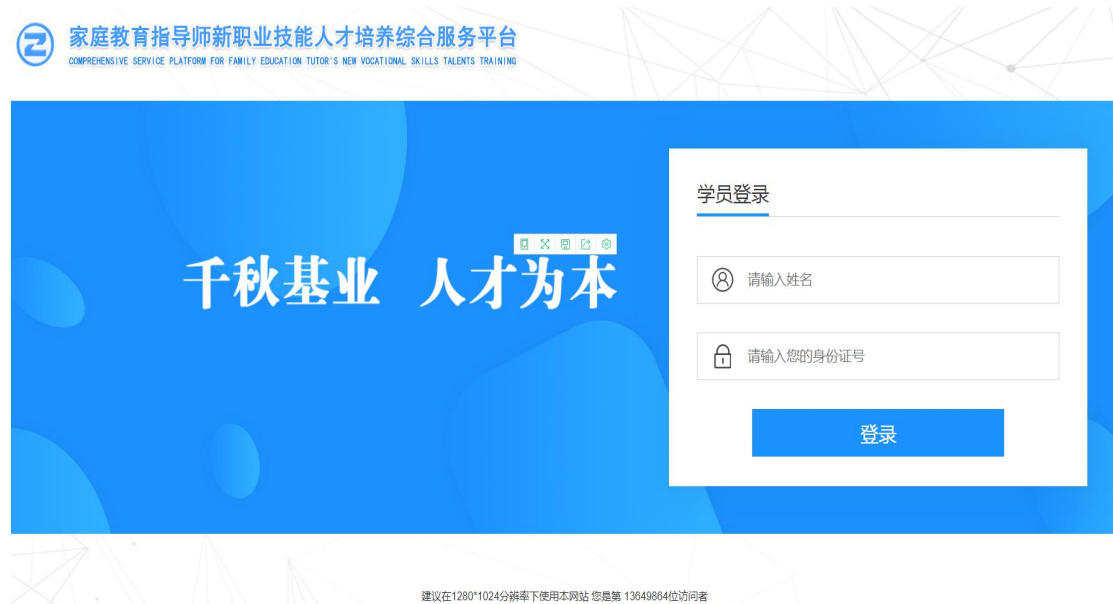 家庭教育指导师新职业技能人才培养综合服务平台
COMPREHENSIVE SERVICE PLATFORM FOR FAMILY EDUCATION TUTOR'S NEW VOCATIONAL SKILLS TALENTS TRAINING
学员登录
千秋基业 人才为本
请输入姓名
请输入您的身份证号
登录
建议在1280*1024分辨率下使用本网站 您是第 13649864位访问者